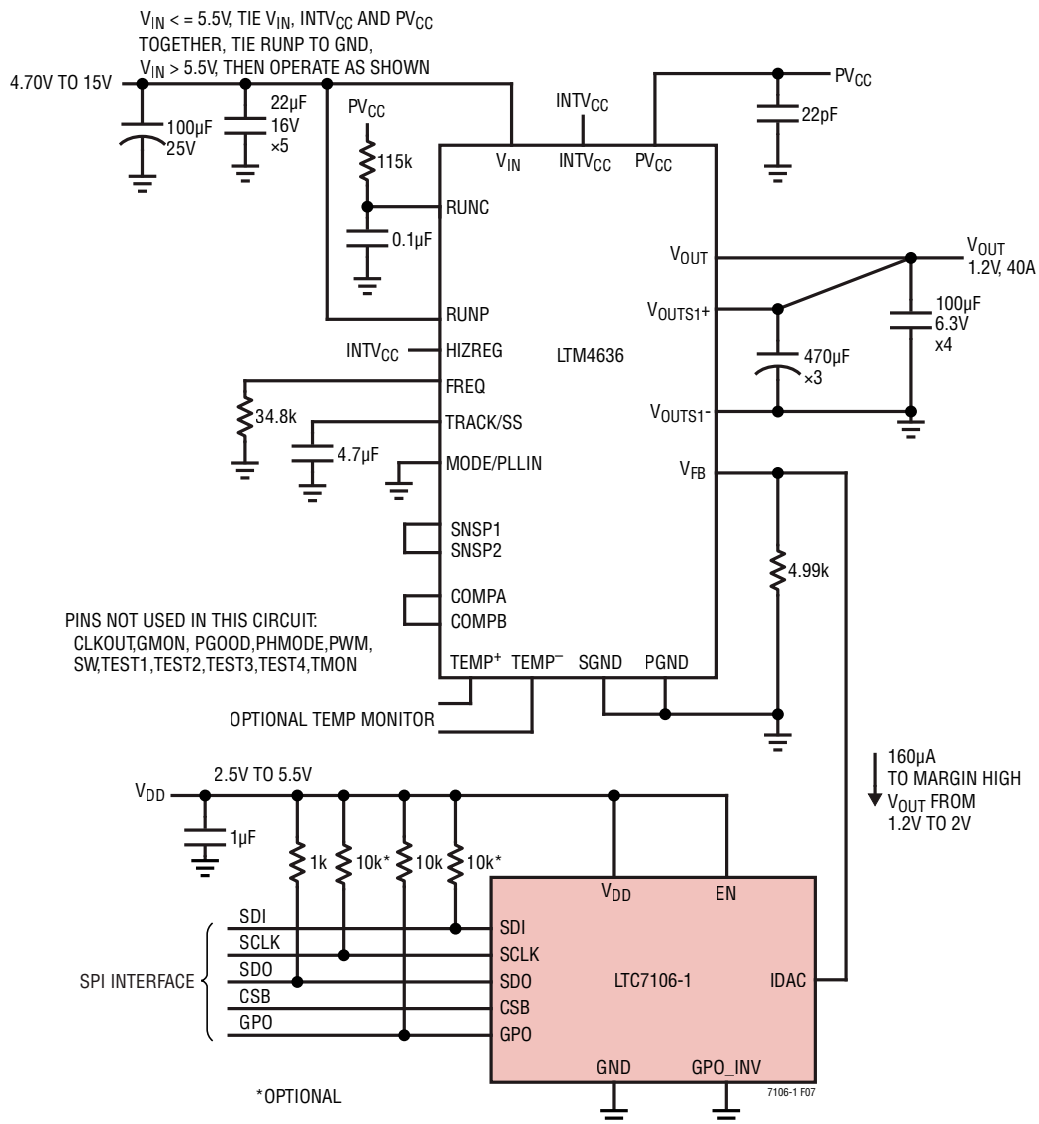 V_IN <= 5.5V, TIE V_IN, INTV_CC AND PV_CC
TOGETHER, TIE RUNP TO GND,
V_IN > 5.5V, THEN OPERATE AS SHOWN
4.70V TO 15V
100µF
25V
22µF
16V
×5
PV_CC
115k
0.1µF
INTV_CC
PV_CC
22pF
V_IN
INTV_CC
PV_CC
RUNC
RUNP
INTV_CC
HIZREG
FREQ
34.8k
TRACK/SS
4.7µF
MODE/PLLIN
SNSP1
SNSP2
COMPA
COMPB
LTM4636
V_OUT
V_OUTS1+
V_OUTS1-
V_FB
V_OUT
1.2V, 40A
100µF
6.3V
x4
470µF
×3
4.99k
PINS NOT USED IN THIS CIRCUIT:
CLKOUT,GMON, PGOOD,PHMODE,PWM,
SW,TEST1,TEST2,TEST3,TEST4,TMON
TEMP⁺ TEMP⁻ SGND PGND
OPTIONAL TEMP MONITOR
160µA
TO MARGIN HIGH
V_OUT FROM
1.2V TO 2V
2.5V TO 5.5V
V_DD
1µF
1k
10k*
10k
10k*
V_DD
EN
SPI INTERFACE
SDI
SCLK
SDO
CSB
GPO
SDI
SCLK
SDO
CSB
GPO
LTC7106-1
IDAC
GND
GPO_INV
7106-1 F07
*OPTIONAL